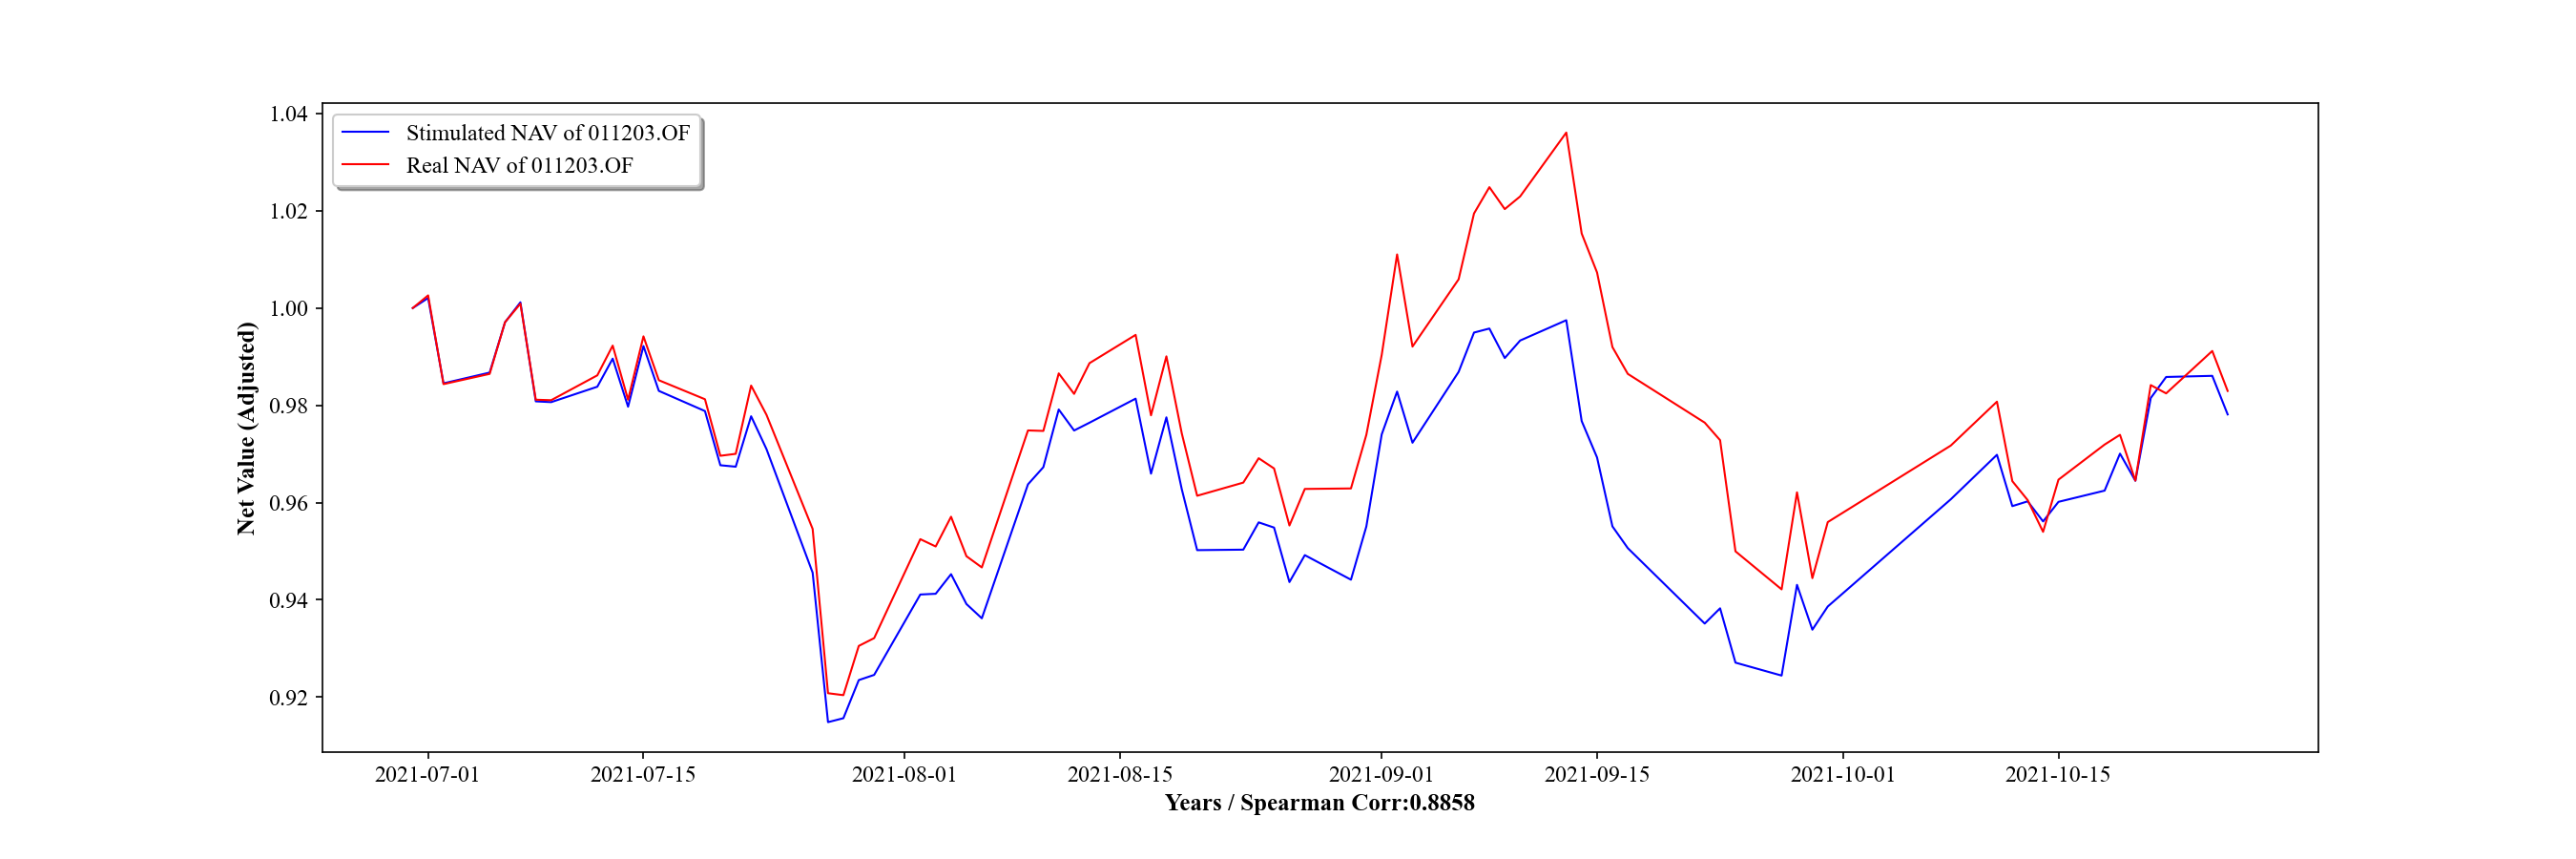 Stimulated NAV of 011203.OF
Real NAV of 011203.OF
Net Value (Adjusted)
1.04
1.02
1.00
0.98
0.96
0.94
0.92
2021-07-01 2021-07-15 2021-08-01 2021-08-15 2021-09-01 2021-09-15 2021-10-01 2021-10-15
Years / Spearman Corr:0.8858